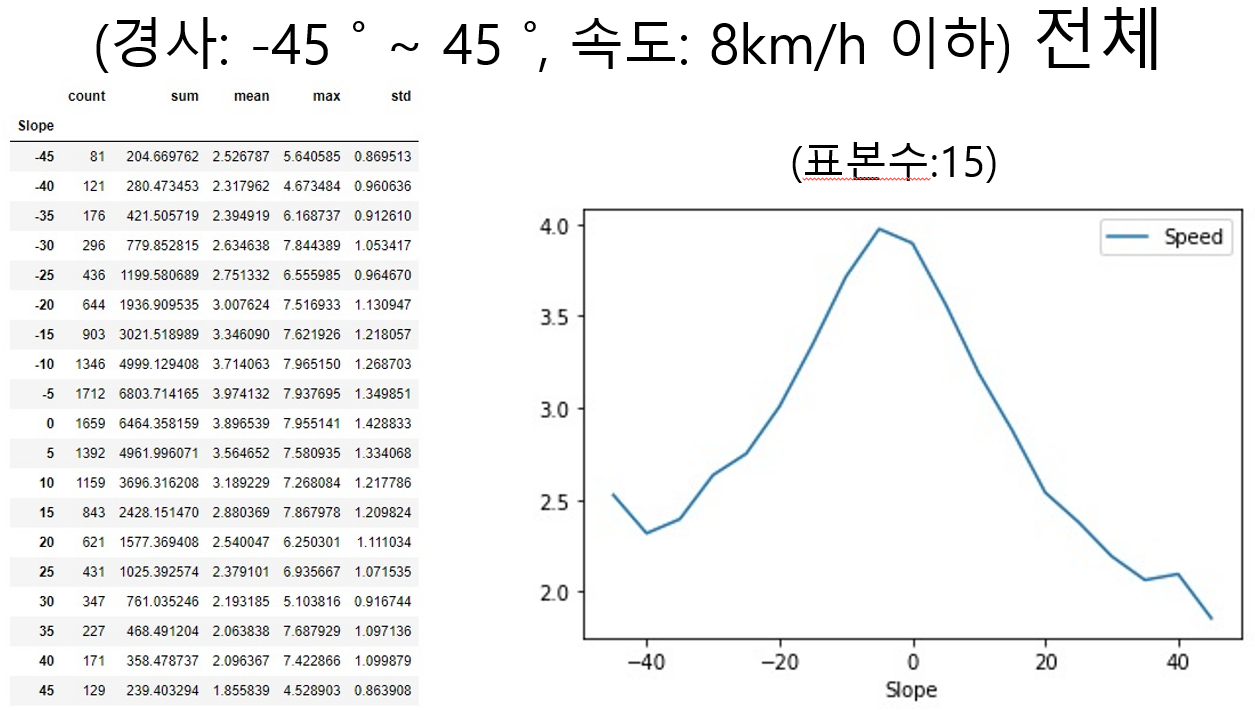 (경사: -45 ˚ ~ 45 ˚, 속도: 8km/h 이하) 전체
count sum mean max std
Slope
-45 81 204.669762 2.526787 5.640585 0.869513
-40 121 280.473453 2.317962 4.673484 0.960636
-35 176 421.505719 2.394919 6.168737 0.912610
-30 296 779.852815 2.634638 7.844389 1.053417
-25 436 1199.580689 2.751332 6.555985 0.964670
-20 644 1936.909535 3.007624 7.516933 1.130947
-15 903 3021.518989 3.346090 7.621926 1.218057
-10 1346 4999.129408 3.714063 7.965150 1.268703
-5 1712 6803.714165 3.974132 7.937695 1.349851
0 1659 6464.358159 3.896539 7.955141 1.428833
5 1392 4961.996071 3.564652 7.580935 1.334068
10 1159 3696.316208 3.189229 7.268084 1.217786
15 843 2428.151470 2.880369 7.867978 1.209824
20 621 1577.369408 2.540047 6.250301 1.111034
25 431 1025.392574 2.379101 6.935667 1.071535
30 347 761.035246 2.193185 5.103816 0.916744
35 227 468.491204 2.063838 7.687929 1.097136
40 171 358.478737 2.096367 7.422866 1.099879
45 129 239.403294 1.855839 4.528903 0.863908
(표본수:15)
Speed
4.0
3.5
3.0
2.5
2.0
−40 −20 0 20 40
Slope